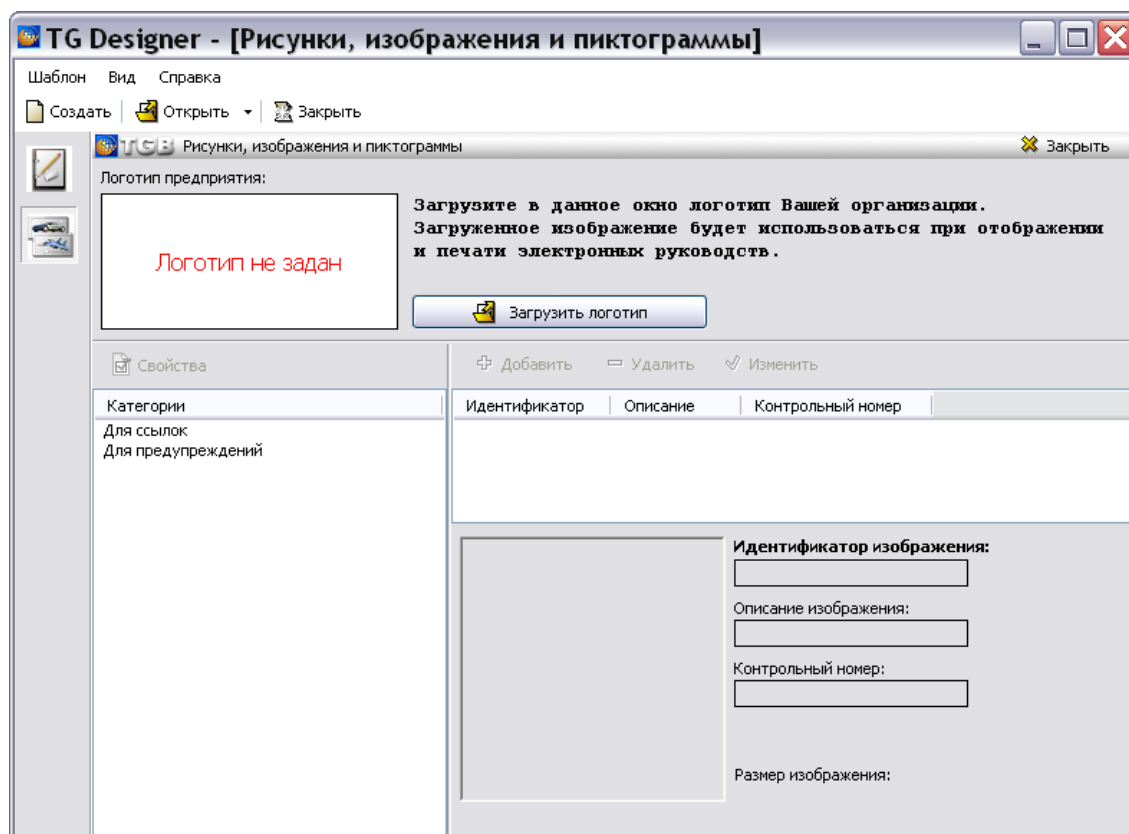 TG Designer - [Рисунки, изображения и пиктограммы]
Шаблон Вид Справка
Создать Открыть Закрыть
TGB Рисунки, изображения и пиктограммы Закрыть
Логотип предприятия:
Логотип не задан
Загрузите в данное окно логотип Вашей организации.
Загруженное изображение будет использоваться при отображении
и печати электронных руководств.
Загрузить логотип
Свойства
Добавить Удалить Изменить
Категории
Для ссылок
Для предупреждений
Идентификатор Описание Контрольный номер
Идентификатор изображения:
Описание изображения:
Контрольный номер:
Размер изображения: